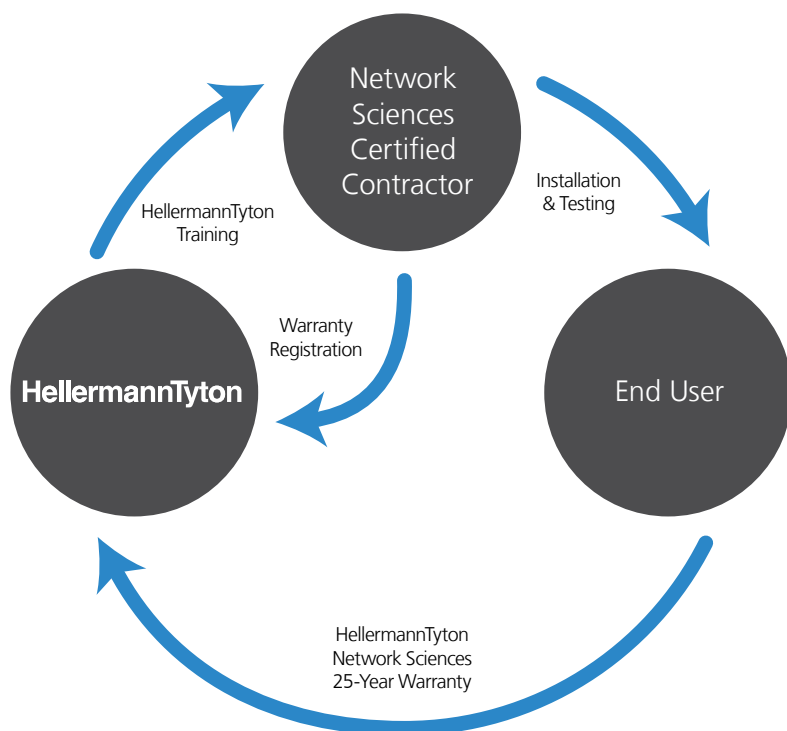 Network
Sciences
Certified
Contractor
HellermannTyton
Training
Installation
& Testing
Warranty
Registration
HellermannTyton
End User
HellermannTyton
Network Sciences
25-Year Warranty